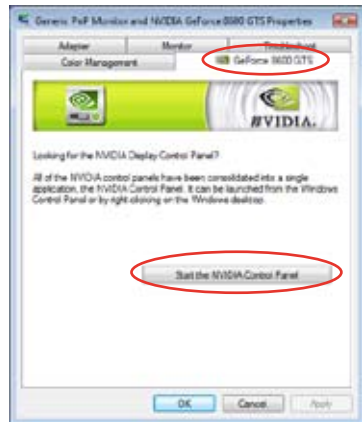 Generic PnP Monitor and NVIDIA GeForce 8600 GTS Properties
Adapter Monitor Troubleshoot
Color Management GeForce 8600 GTS
NVIDIA.
Looking for the NVIDIA Display Control Panel?
All of the NVIDIA control panels have been consolidated into a single
application, the NVIDIA Control Panel. It can be launched from the Windows
Control Panel or by right clicking on the Windows desktop.
Start the NVIDIA Control Panel
OK Cancel Apply